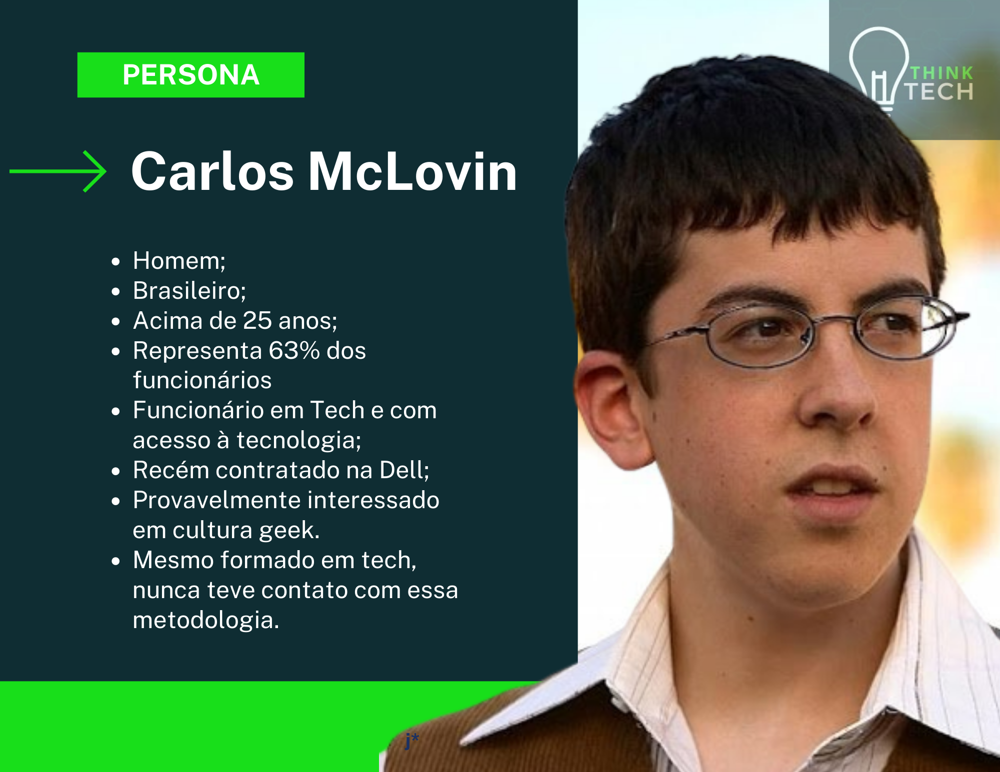 PERSONA
THINK
TECH
Carlos McLovin
• Homem;
• Brasileiro;
• Acima de 25 anos;
• Representa 63% dos
funcionários
• Funcionário em Tech e com
acesso à tecnologia;
• Recém contratado na Dell;
• Provavelmente interessado
em cultura geek.
• Mesmo formado em tech,
nunca teve contato com essa
metodologia.
j*